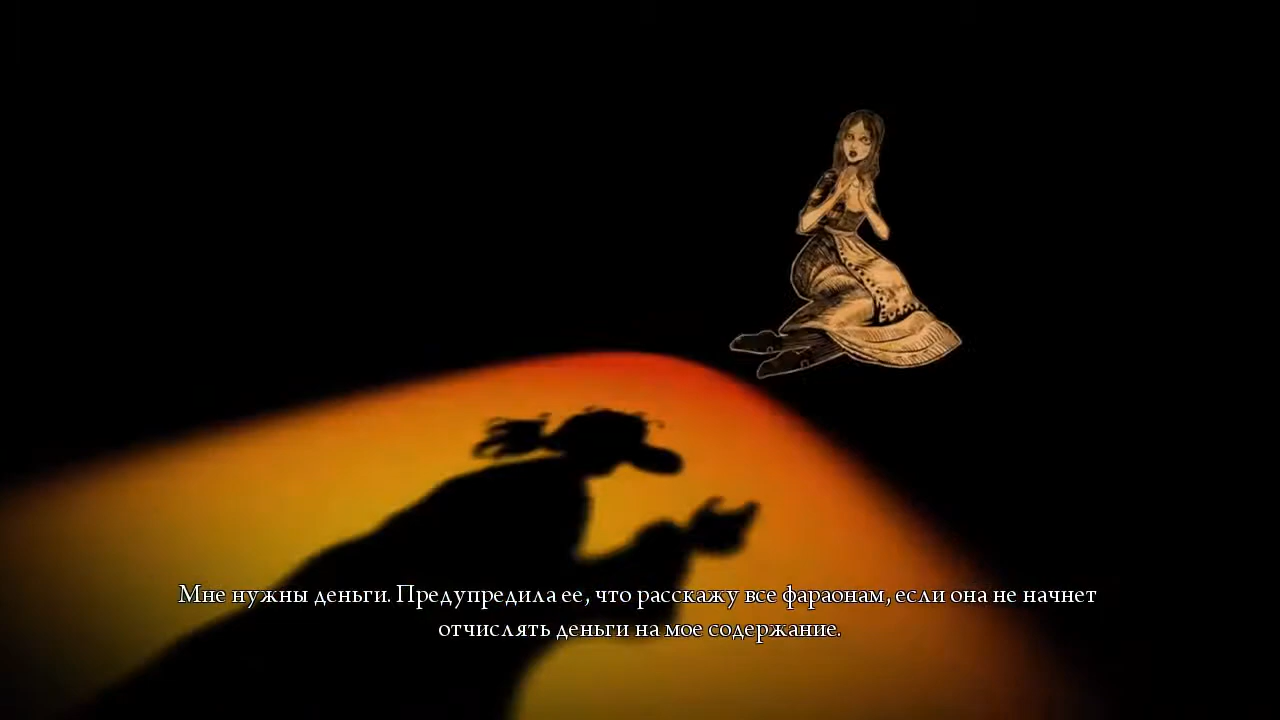 Мне нужны деньги. Предупредила ее, что расскажу все фараонам, если она не начнет
отчислять деньги на мое содержание.